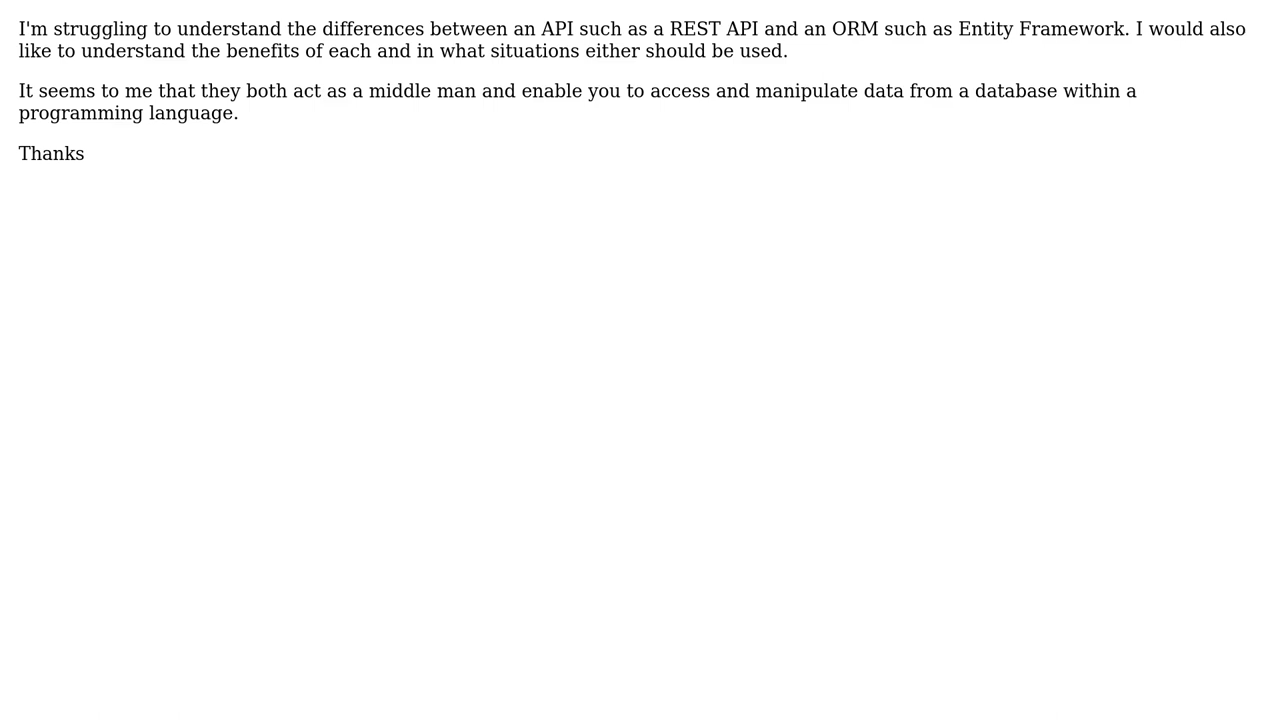 I'm struggling to understand the differences between an API such as a REST API and an ORM such as Entity Framework. I would also
like to understand the benefits of each and in what situations either should be used.
It seems to me that they both act as a middle man and enable you to access and manipulate data from a database within a
programming language.
Thanks